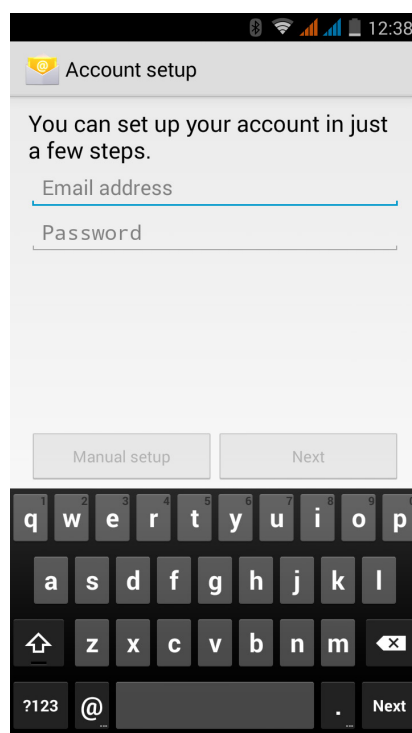 12:38
Account setup
You can set up your account in just
a few steps.
Email address
Password
Manual setup Next
1 2 3 4 5 6 7 8 9
q w e r t y u i o p
a s d f g h j k l
z x c v b n m
?123 @ . Next